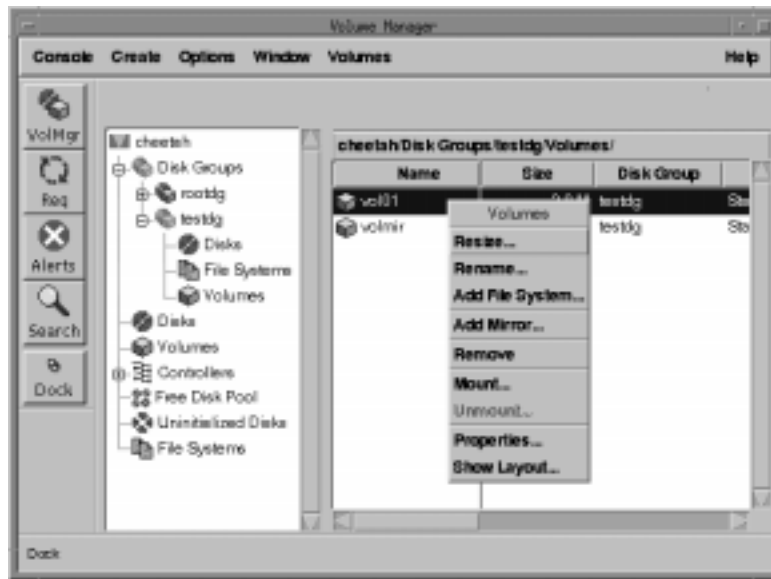 Volume Manager
Console Create Options Window Volumes Help
VolMgr
Req
Alerts
Search
Dock
cheetah
Disk Groups
rootdg
testdg
Disks
File Systems
Volumes
Disks
Volumes
Controllers
Free Disk Pool
Uninitialized Disks
File Systems
cheetah/Disk Groups/testdg/Volumes/
Name Size Disk Group
vol01 testdg Sta
volmir testdg Sta
Volumes
Resize...
Rename...
Add File System...
Add Mirror...
Remove
Mount...
Unmount...
Properties...
Show Layout...
Dock